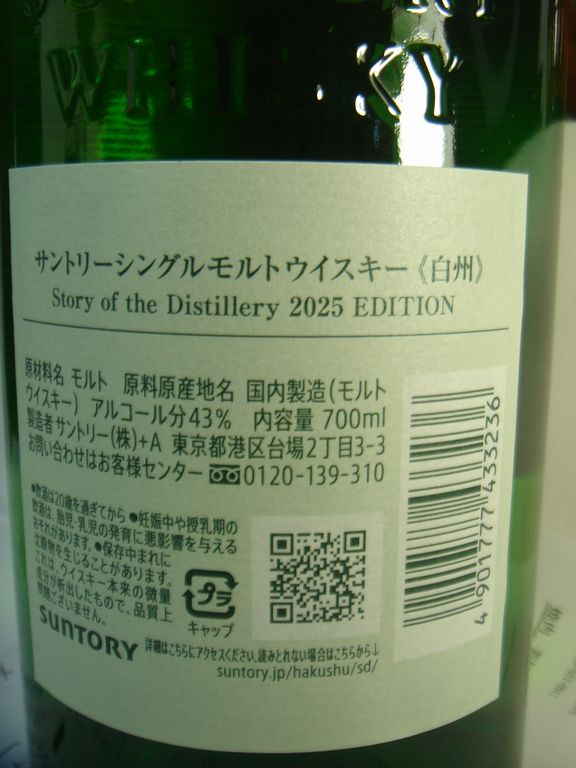 WHISKY
サントリーシングルモルトウイスキー《白州》
Story of the Distillery 2025 EDITION
原材料名 モルト 原料原産地名 国内製造(モルト
ウイスキー) アルコール分43% 内容量 700ml
製造者 サントリー(株)+A 東京都港区台場2丁目3-3
お問い合わせはお客様センター 0120-139-310
●飲酒は20歳を過ぎてから ●妊娠中や授乳期の
飲酒は、胎児・乳児の発育に悪影響を与える
おそれがあります。●保存中まれに
沈殿物を生じることがあります。
これは、ウイスキー本来の微量
成分が析出したもので、品質上
問題ございません。
プラ
キャップ
SUNTORY
詳細はこちらにアクセスください。読みとれない場合はこちらから↓
suntory.jp/hakushu/sd/
4 901777 433236